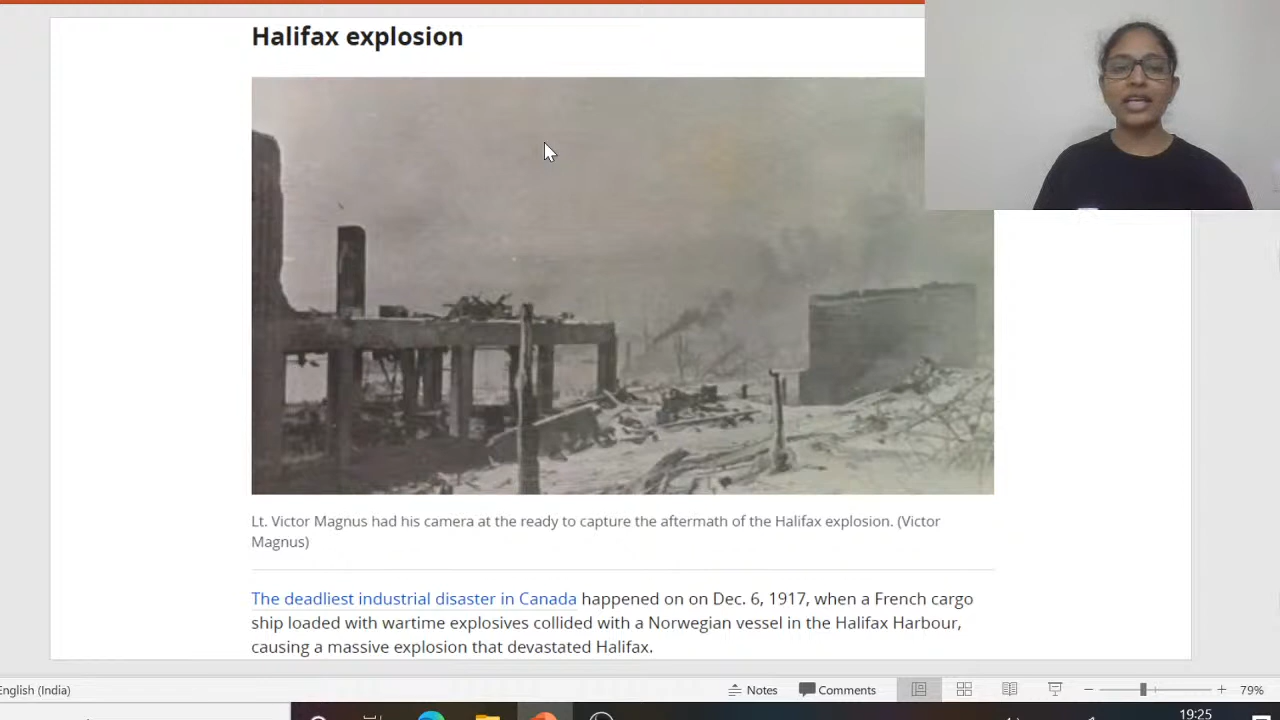 Halifax explosion
Lt. Victor Magnus had his camera at the ready to capture the aftermath of the Halifax explosion. (Victor
Magnus)
The deadliest industrial disaster in Canada happened on on Dec. 6, 1917, when a French cargo
ship loaded with wartime explosives collided with a Norwegian vessel in the Halifax Harbour,
causing a massive explosion that devastated Halifax.
English (India) Notes Comments 79%
19:25